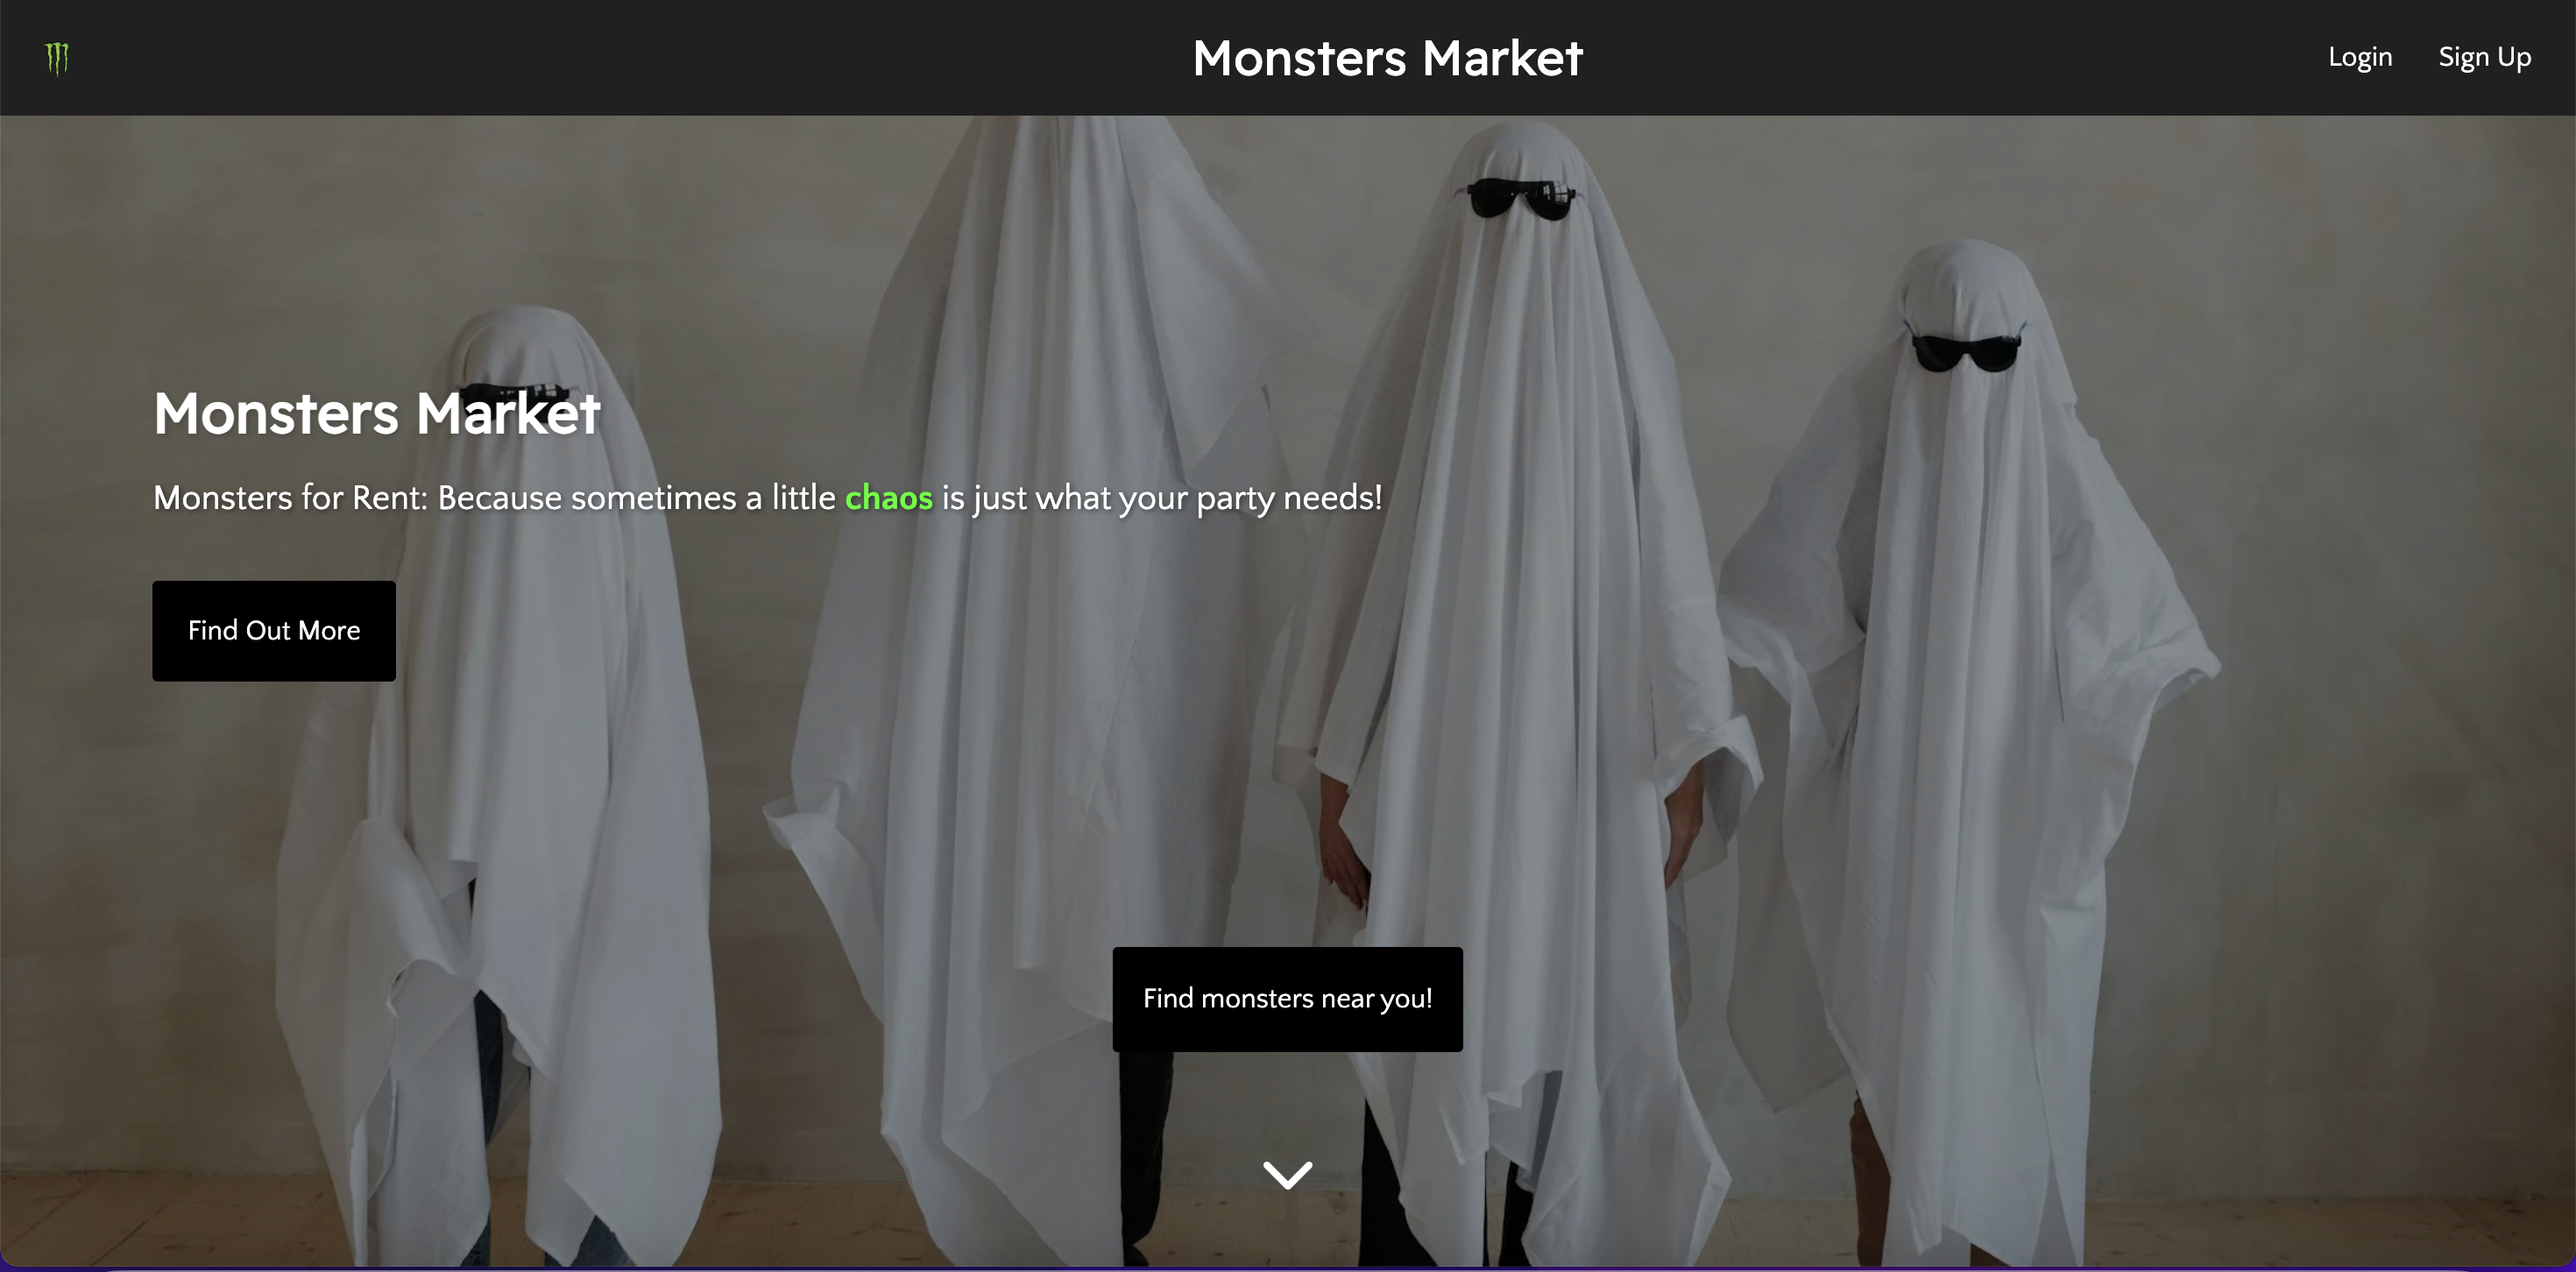 Monsters Market
Login Sign Up
Monsters Market
Monsters for Rent: Because sometimes a little chaos is just what your party needs!
Find Out More
Find monsters near you!